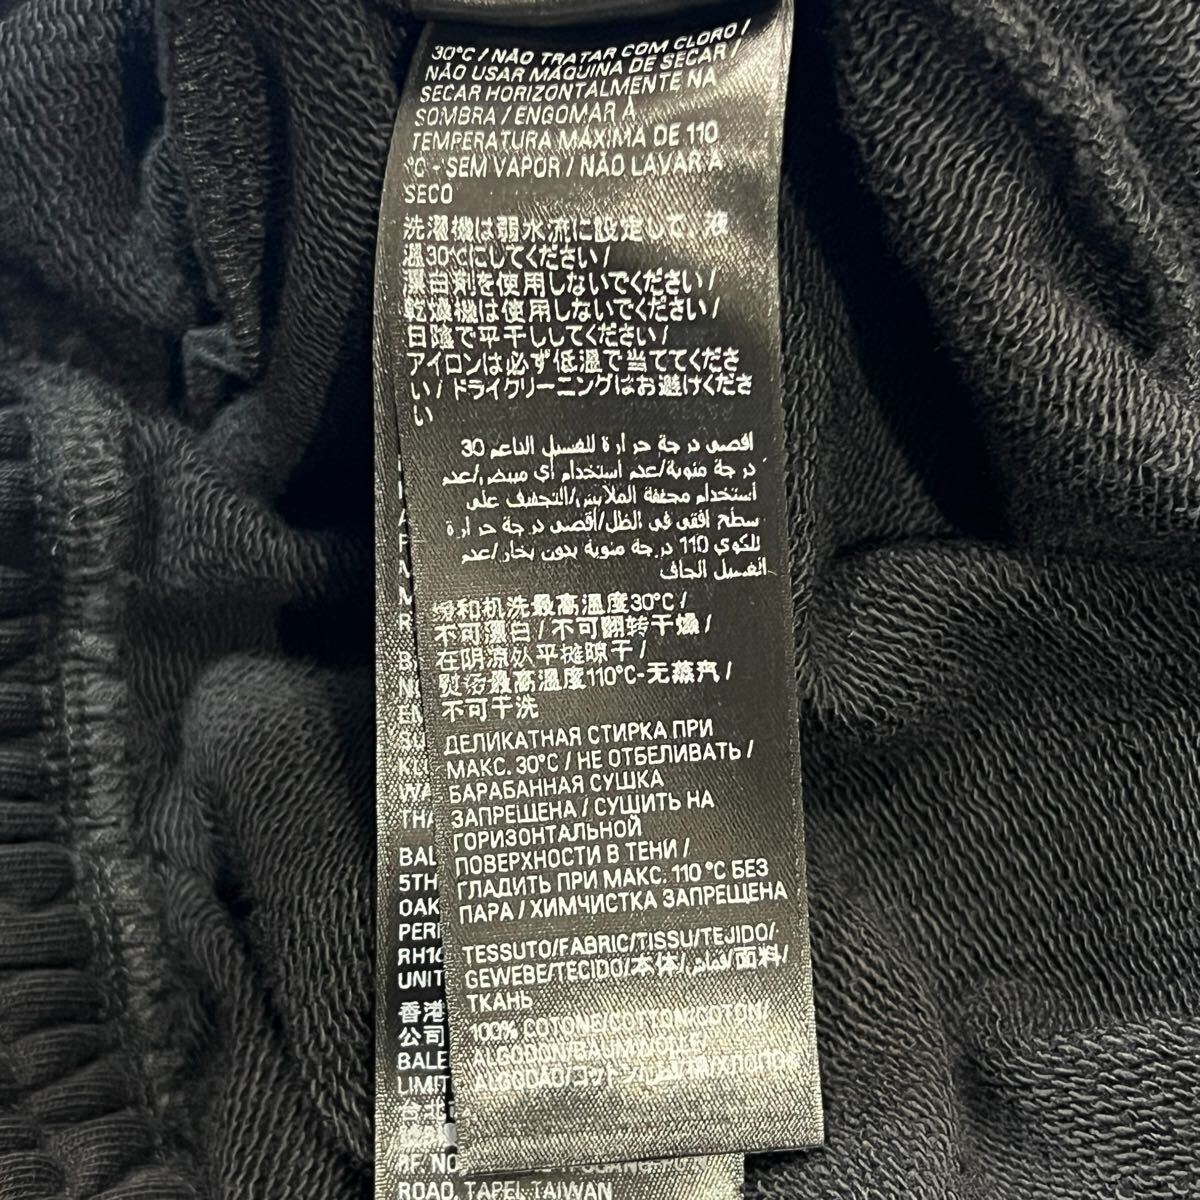 30°C / NÃO TRATAR COM CLORO /
NÃO USAR MÁQUINA DE SECAR /
SECAR HORIZONTALMENTE NA
SOMBRA / ENGOMAR À
TEMPERATURA MÁXIMA DE 110
°C - SEM VAPOR / NÃO LAVAR A
SECO
洗濯機は弱水流に設定して、液
温30℃にしてください /
漂白剤を使用しないでください /
乾燥機は使用しないでください /
日陰で平干ししてください /
アイロンは必ず低温で当ててくださ
い / ドライクリーニングはお避けくださ
い
اقصى درجة حرارة للغسيل الناعم 30
درجة مئوية/عدم استخدام أي مبيض/عدم
استخدام مجففة الملابس/التجفيف على
سطح افقي في الظل/أقصى درجة حرارة
للكوي 110 درجة مئوية بدون بخار/عدم
الغسيل الجاف
缓和机洗最高温度30°C /
不可漂白 / 不可翻转干燥 /
在阴凉处平摊晾干 /
熨烫最高温度110°C-无蒸汽 /
不可干洗
ДЕЛИКАТНАЯ СТИРКА ПРИ
МАКС. 30°C / НЕ ОТБЕЛИВАТЬ /
БАРАБАННАЯ СУШКА
ЗАПРЕЩЕНА / СУШИТЬ НА
ГОРИЗОНТАЛЬНОЙ
ПОВЕРХНОСТИ В ТЕНИ /
ГЛАДИТЬ ПРИ МАКС. 110 °C БЕЗ
ПАРА / ХИМЧИСТКА ЗАПРЕЩЕНА
TESSUTO/FABRIC/TISSU/TEJIDO/
GEWEBE/TECIDO/本体/قماش/面料/
ТКАНЬ
100% COTONE/COTTON/COTON/
ALGODON/BAUMWOLLE/
ALGODAO/コットン/قطن/棉/ХЛОПОК
BAL
5TH
OAK
PERI
RH16
UNIT
香港
公司
BALE
LIMIT
台北
RF. NO
ROAD, TAPEI, TAIWAN